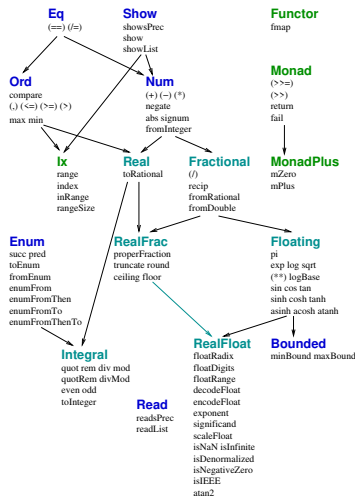 Eq
(==) (/=)
Show
showsPrec
show
showList
Functor
fmap
Ord
compare
(,) (<=) (>=) (>)
max min
Num
(+) (−) (*)
negate
abs signum
fromInteger
Monad
(>>=)
(>>)
return
fail
Ix
range
index
inRange
rangeSize
Real
toRational
Fractional
(/)
recip
fromRational
fromDouble
MonadPlus
mZero
mPlus
Enum
succ pred
toEnum
fromEnum
enumFrom
enumFromThen
enumFromTo
enumFromThenTo
RealFrac
properFraction
truncate round
ceiling floor
Floating
pi
exp log sqrt
(**) logBase
sin cos tan
sinh cosh tanh
asinh acosh atanh
Integral
quot rem div mod
quotRem divMod
even odd
toInteger
Read
readsPrec
readList
RealFloat
floatRadix
floatDigits
floatRange
decodeFloat
encodeFloat
exponent
significand
scaleFloat
isNaN isInfinite
isDenormalized
isNegativeZero
isIEEE
atan2
Bounded
minBound maxBound